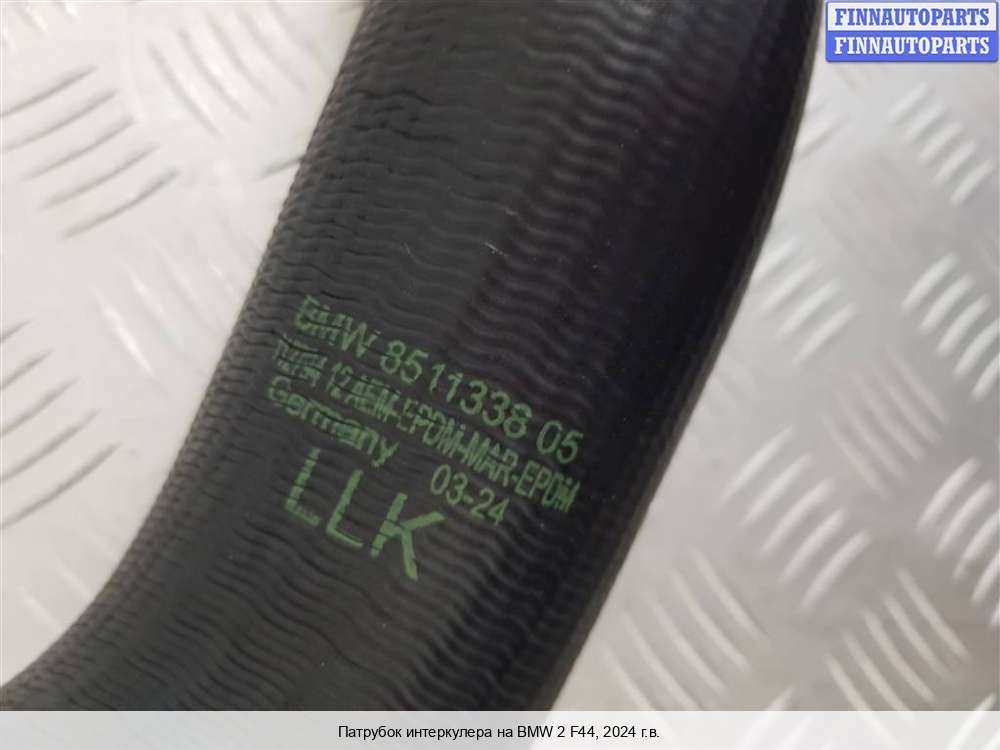 FINNAUTOPARTS
FINNAUTOPARTS
BMW 8511338 05
12 AEM-EPDM-MAR-EPDM
Germany 03-24
LLK
Патрубок интеркулера на BMW 2 F44, 2024 г.в.